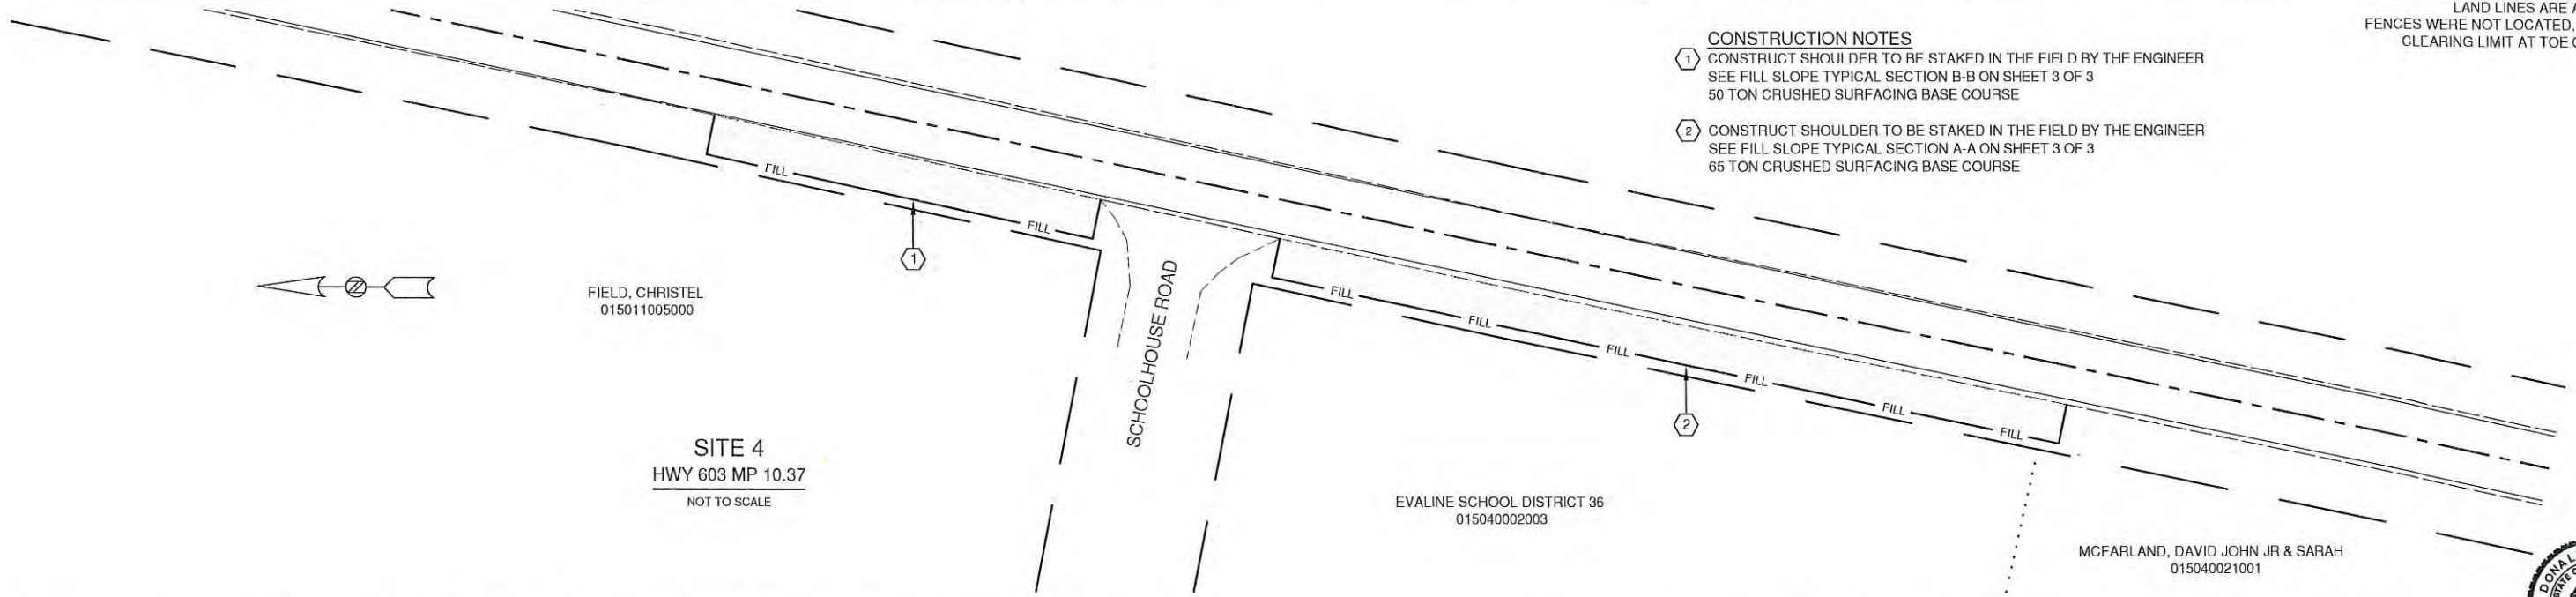 LAND LINES ARE
FENCES WERE NOT LOCATED,
CLEARING LIMIT AT TOE
CONSTRUCTION NOTES
1 CONSTRUCT SHOULDER TO BE STAKED IN THE FIELD BY THE ENGINEER
SEE FILL SLOPE TYPICAL SECTION B-B ON SHEET 3 OF 3
50 TON CRUSHED SURFACING BASE COURSE
2 CONSTRUCT SHOULDER TO BE STAKED IN THE FIELD BY THE ENGINEER
SEE FILL SLOPE TYPICAL SECTION A-A ON SHEET 3 OF 3
65 TON CRUSHED SURFACING BASE COURSE
FILL
FILL
1
Z
FIELD, CHRISTEL
015011005000
SCHOOLHOUSE ROAD
FILL
FILL
FILL
FILL
FILL
FILL
2
SITE 4
HWY 603 MP 10.37
NOT TO SCALE
EVALINE SCHOOL DISTRICT 36
015040002003
MCFARLAND, DAVID JOHN JR & SARAH
015040021001
DONAL
STATE